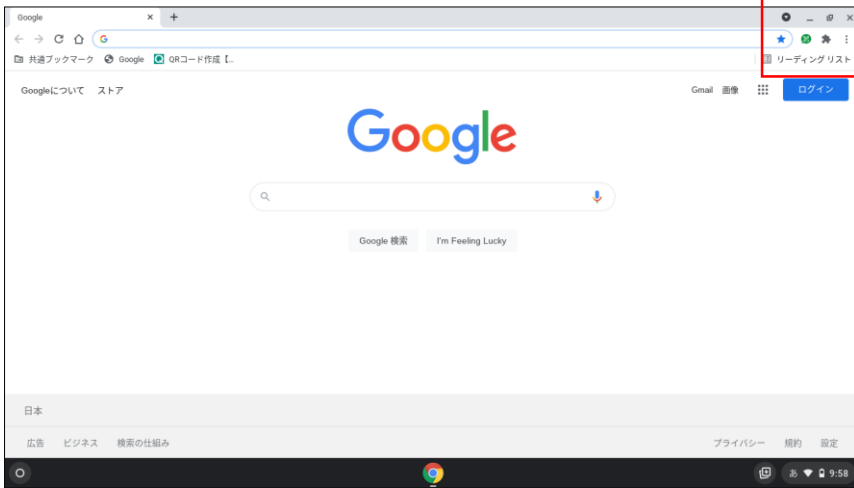 Google
共通ブックマーク Google QRコード作成【...
リーディングリスト
Googleについて ストア
Gmail 画像 ログイン
Google
Google 検索 I'm Feeling Lucky
日本
広告 ビジネス 検索の仕組み
プライバシー 規約 設定
あ 9:58